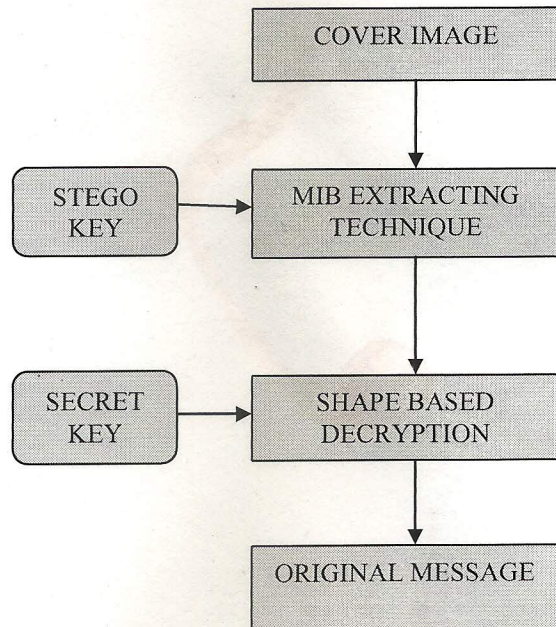 COVER IMAGE
STEGO
KEY
MIB EXTRACTING
TECHNIQUE
SECRET
KEY
SHAPE BASED
DECRYPTION
ORIGINAL MESSAGE